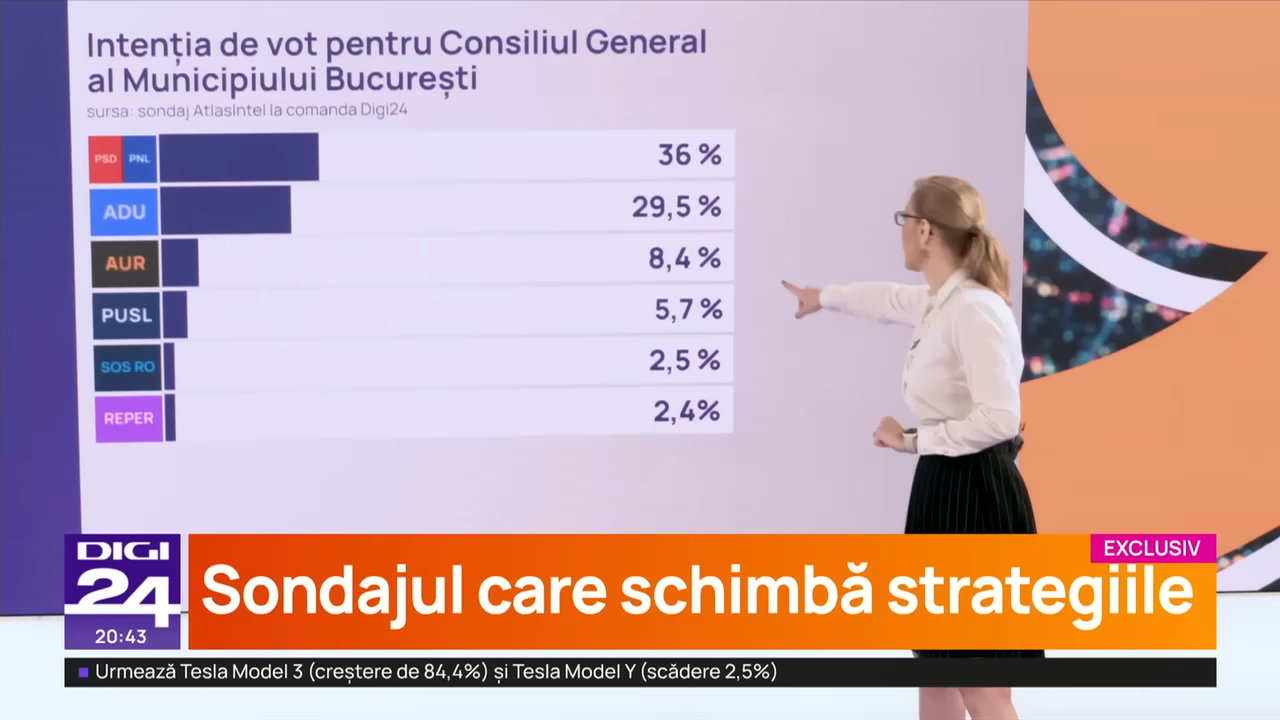 Intenția de vot pentru Consiliul General
al Municipiului București
sursa: sondaj AtlasIntel la comanda Digi24
PSD PNL 36 %
ADU 29,5 %
AUR 8,4 %
PUSL 5,7 %
SOS RO 2,5 %
REPER 2,4%
EXCLUSIV
DIGI
24
Sondajul care schimbă strategiile
20:43
Urmează Tesla Model 3 (creștere de 84,4%) și Tesla Model Y (scădere 2,5%)